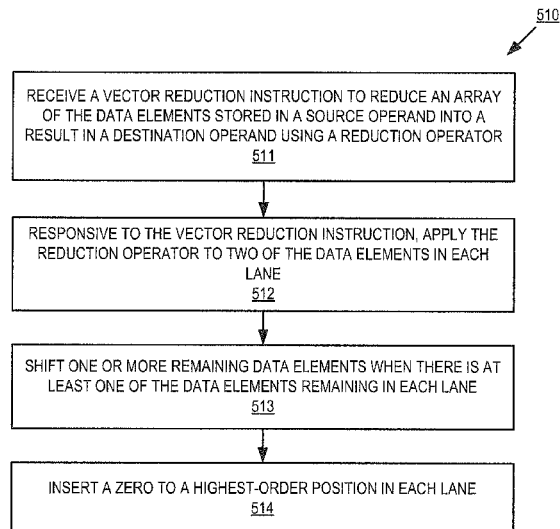 510
RECEIVE A VECTOR REDUCTION INSTRUCTION TO REDUCE AN ARRAY
OF THE DATA ELEMENTS STORED IN A SOURCE OPERAND INTO A
RESULT IN A DESTINATION OPERAND USING A REDUCTION OPERATOR
511
RESPONSIVE TO THE VECTOR REDUCTION INSTRUCTION, APPLY THE
REDUCTION OPERATOR TO TWO OF THE DATA ELEMENTS IN EACH
LANE
512
SHIFT ONE OR MORE REMAINING DATA ELEMENTS WHEN THERE IS AT
LEAST ONE OF THE DATA ELEMENTS REMAINING IN EACH LANE
513
INSERT A ZERO TO A HIGHEST-ORDER POSITION IN EACH LANE
514